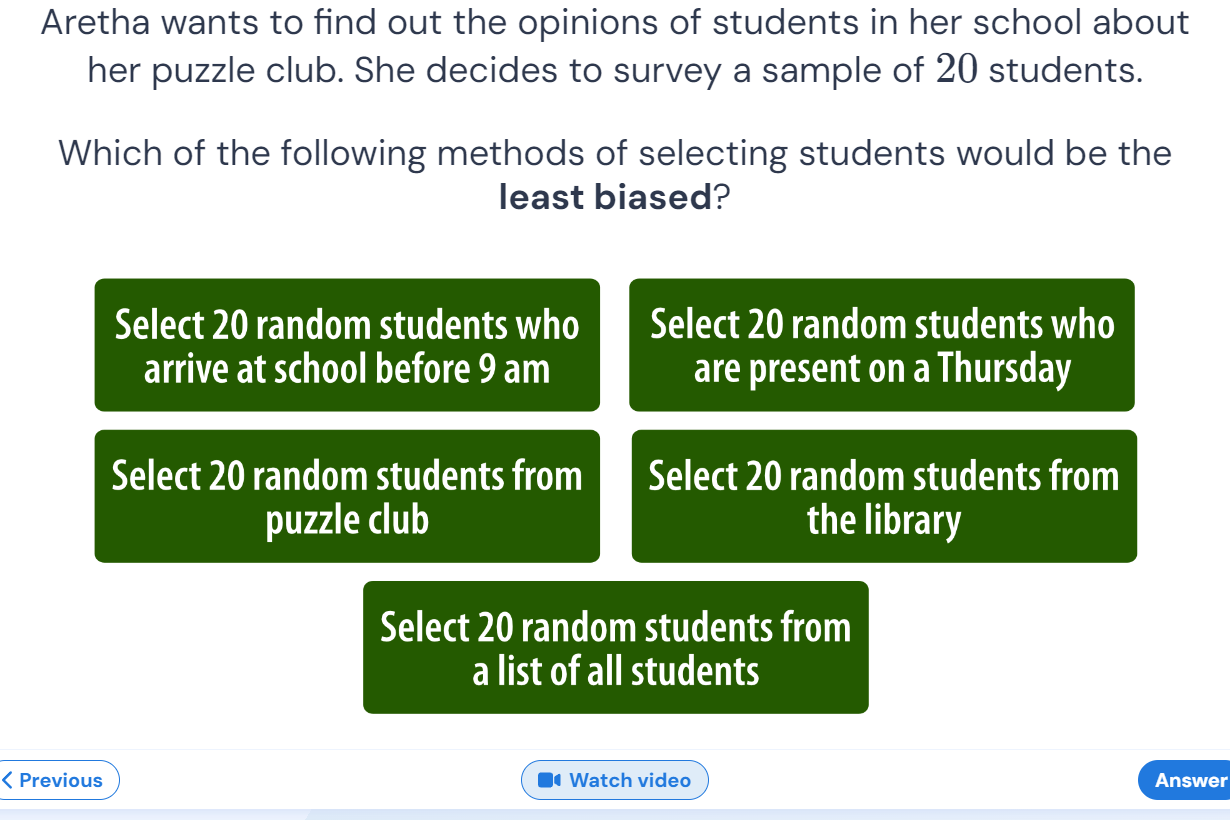 Aretha wants to find out the opinions of students in her school about
her puzzle club. She decides to survey a sample of 20 students.
Which of the following methods of selecting students would be the
least biased?
Select 20 random students who
arrive at school before 9 am
Select 20 random students who
are present on a Thursday
Select 20 random students from
puzzle club
Select 20 random students from
the library
Select 20 random students from
a list of all students
Previous
Watch video
Answer